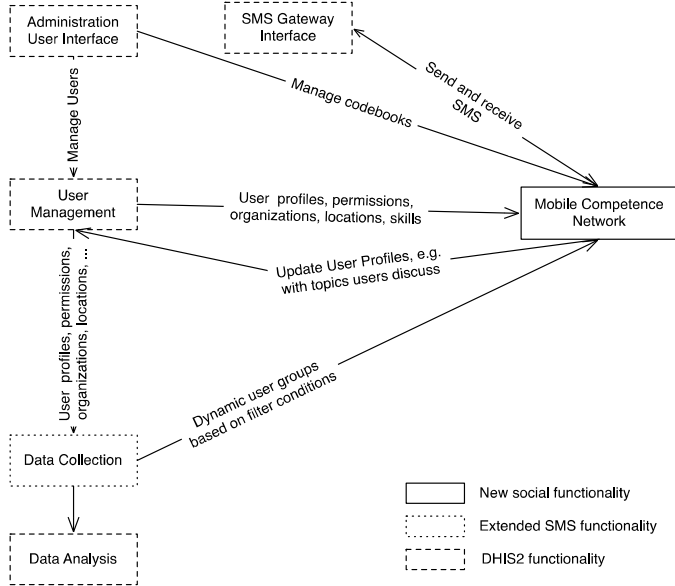 Administration
User Interface
SMS Gateway
Interface
Send and receive
SMS
Manage codebooks
Manage Users
User
Management
User profiles, permissions,
organizations, locations, skills
Mobile Competence
Network
Update User Profiles, e.g.
with topics users discuss
User profiles, permissions,
organizations, locations, ...
Dynamic user groups
based on filter conditions
Data Collection
Data Analysis
New social functionality
Extended SMS functionality
DHIS2 functionality